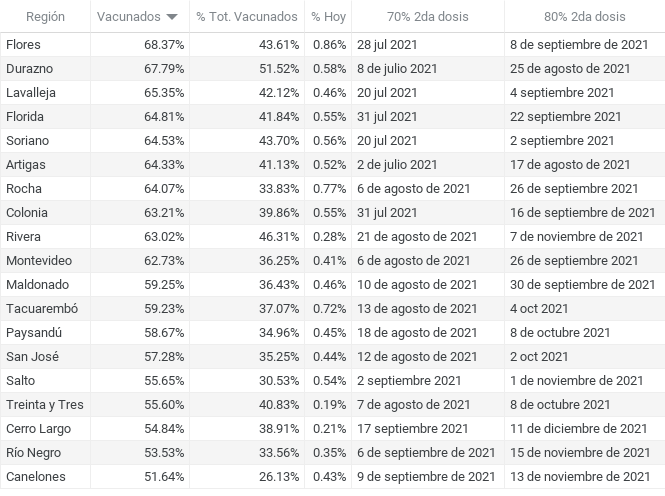 Región Vacunados % Tot. Vacunados % Hoy 70% 2da dosis 80% 2da dosis
Flores 68.37% 43.61% 0.86% 28 jul 2021 8 de septiembre de 2021
Durazno 67.79% 51.52% 0.58% 8 de julio 2021 25 de agosto de 2021
Lavalleja 65.35% 42.12% 0.46% 20 jul 2021 4 septiembre 2021
Florida 64.81% 41.84% 0.55% 31 jul 2021 22 septiembre 2021
Soriano 64.53% 43.70% 0.56% 20 jul 2021 2 septiembre 2021
Artigas 64.33% 41.13% 0.52% 2 de julio 2021 17 de agosto de 2021
Rocha 64.07% 33.83% 0.77% 6 de agosto de 2021 26 de septiembre 2021
Colonia 63.21% 39.86% 0.55% 31 jul 2021 16 de septiembre de 2021
Rivera 63.02% 46.31% 0.28% 21 de agosto de 2021 7 de noviembre de 2021
Montevideo 62.73% 36.25% 0.41% 6 de agosto de 2021 26 de septiembre 2021
Maldonado 59.25% 36.43% 0.46% 10 de agosto de 2021 30 de septiembre de 2021
Tacuarembó 59.23% 37.07% 0.72% 13 de agosto de 2021 4 oct 2021
Paysandú 58.67% 34.96% 0.45% 18 de agosto de 2021 8 de octubre 2021
San José 57.28% 35.25% 0.44% 12 de agosto de 2021 2 oct 2021
Salto 55.65% 30.53% 0.54% 2 septiembre 2021 1 de noviembre de 2021
Treinta y Tres 55.60% 40.83% 0.19% 7 de agosto de 2021 8 de octubre 2021
Cerro Largo 54.84% 38.91% 0.21% 17 septiembre 2021 11 de diciembre de 2021
Río Negro 53.53% 33.56% 0.35% 6 de septiembre de 2021 15 de noviembre de 2021
Canelones 51.64% 26.13% 0.43% 9 de septiembre de 2021 13 de noviembre de 2021